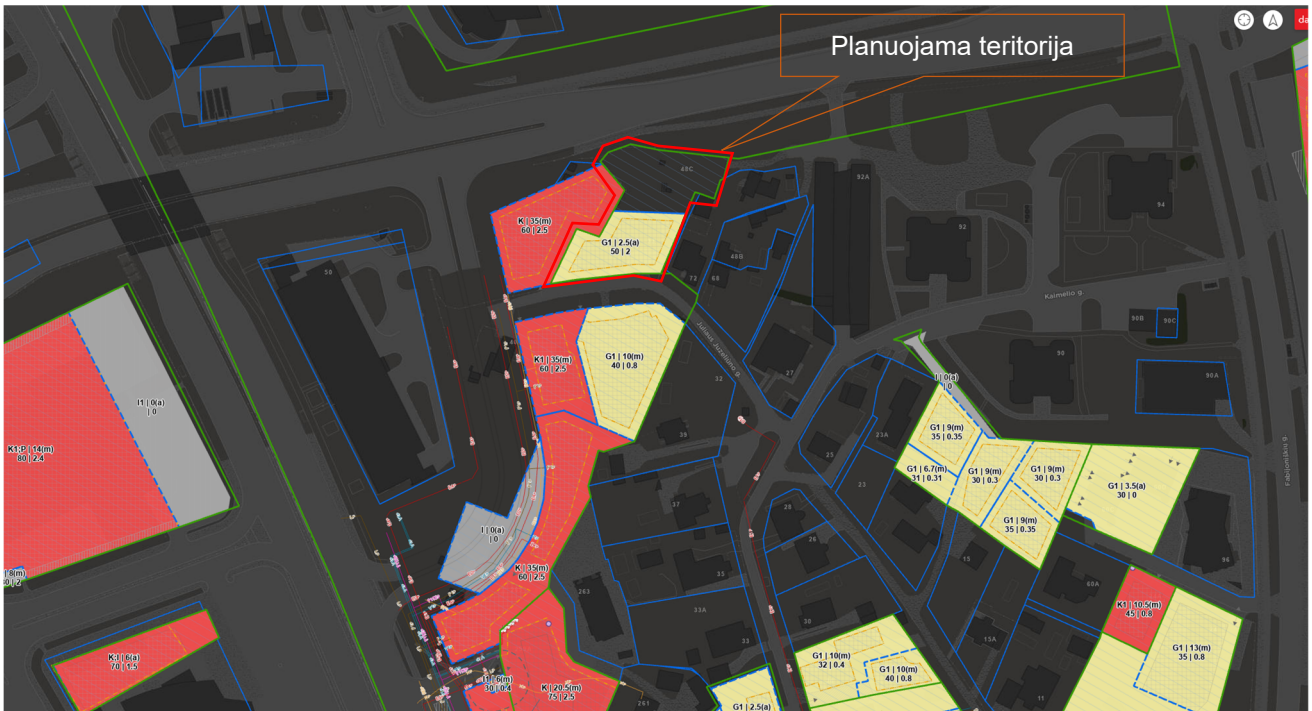 Planuojama teritorija
da
48C
92A
94
K | 35(m)
60 | 2.5
G1 | 2.5(a)
50 | 2
92
48B
72
68
58
Kalmelio g.
90B
90C
K1 | 35(m)
60 | 2.5
G1 | 10(m)
40 | 0.8
27
90
32
90A
I1 | 0(a)
| 0
I | 0(a)
| 0
K1;P | 14(m)
80 | 2.4
38
23A
G1 | 9(m)
35 | 0.35
25
G1 | 6.7(m)
31 | 0.31
G1 | 9(m)
30 | 0.3
G1 | 9(m)
30 | 0.3
G1 | 3.5(a)
30 | 0
23
37
28
G1 | 9(m)
35 | 0.35
I | 0(a)
| 0
26
15
96
K | 35(m)
60 | 2.5
35
60A
263
33A
30
K1 | 10.5(m)
45 | 0.8
33
13A
K;I | 6(a)
70 | 1.5
G1 | 10(m)
32 | 0.4
G1 | 10(m)
40 | 0.8
G1 | 13(m)
35 | 0.8
I1 | 6(m)
30 | 0.4
K | 20.5(m)
75 | 2.5
261
G1 | 2.5(a)
11